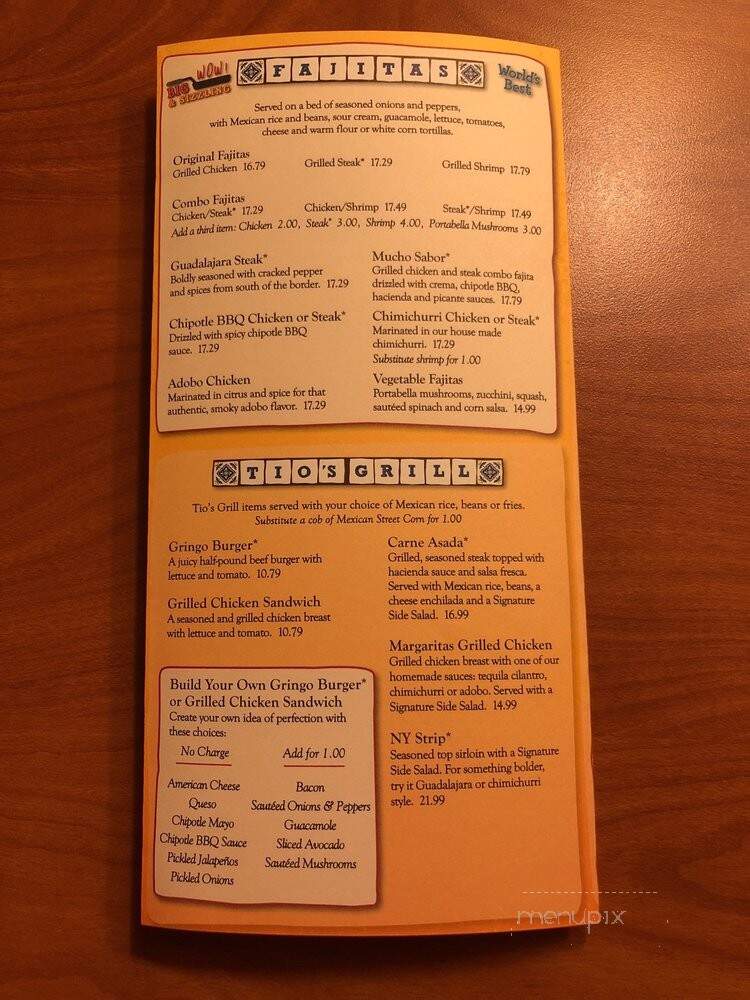 WOW!
BIG
& SIZZLING
FAJITAS
World's
Best
Served on a bed of seasoned onions and peppers,
with Mexican rice and beans, sour cream, guacamole, lettuce, tomatoes,
cheese and warm flour or white corn tortillas.
Original Fajitas
Grilled Chicken 16.79 Grilled Steak* 17.29 Grilled Shrimp 17.79
Combo Fajitas
Chicken/Steak* 17.29 Chicken/Shrimp 17.49 Steak*/Shrimp 17.49
Add a third item: Chicken 2.00, Steak* 3.00, Shrimp 4.00, Portabella Mushrooms 3.00
Guadalajara Steak*
Boldly seasoned with cracked pepper
and spices from south of the border. 17.29
Chipotle BBQ Chicken or Steak*
Drizzled with spicy chipotle BBQ
sauce. 17.29
Adobo Chicken
Marinated in citrus and spice for that
authentic, smoky adobo flavor. 17.29
Mucho Sabor*
Grilled chicken and steak combo fajita
drizzled with crema, chipotle BBQ,
hacienda and picante sauces. 17.79
Chimichurri Chicken or Steak*
Marinated in our house made
chimichurri. 17.29
Substitute shrimp for 1.00
Vegetable Fajitas
Portabella mushrooms, zucchini, squash,
sautéed spinach and corn salsa. 14.99
TIO'S GRILL
Tio's Grill items served with your choice of Mexican rice, beans or fries.
Substitute a cob of Mexican Street Corn for 1.00
Gringo Burger*
A juicy half-pound beef burger with
lettuce and tomato. 10.79
Grilled Chicken Sandwich
A seasoned and grilled chicken breast
with lettuce and tomato. 10.79
Build Your Own Gringo Burger*
or Grilled Chicken Sandwich
Create your own idea of perfection with
these choices:
No Charge
American Cheese
Queso
Chipotle Mayo
Chipotle BBQ Sauce
Pickled Jalapeños
Pickled Onions
Add for 1.00
Bacon
Sautéed Onions & Peppers
Guacamole
Sliced Avocado
Sautéed Mushrooms
Carne Asada*
Grilled, seasoned steak topped with
hacienda sauce and salsa fresca.
Served with Mexican rice, beans, a
cheese enchilada and a Signature
Side Salad. 16.99
Margaritas Grilled Chicken
Grilled chicken breast with one of our
homemade sauces: tequila cilantro,
chimichurri or adobo. Served with a
Signature Side Salad. 14.99
NY Strip*
Seasoned top sirloin with a Signature
Side Salad. For something bolder,
try it Guadalajara or chimichurri
style. 21.99
menupix